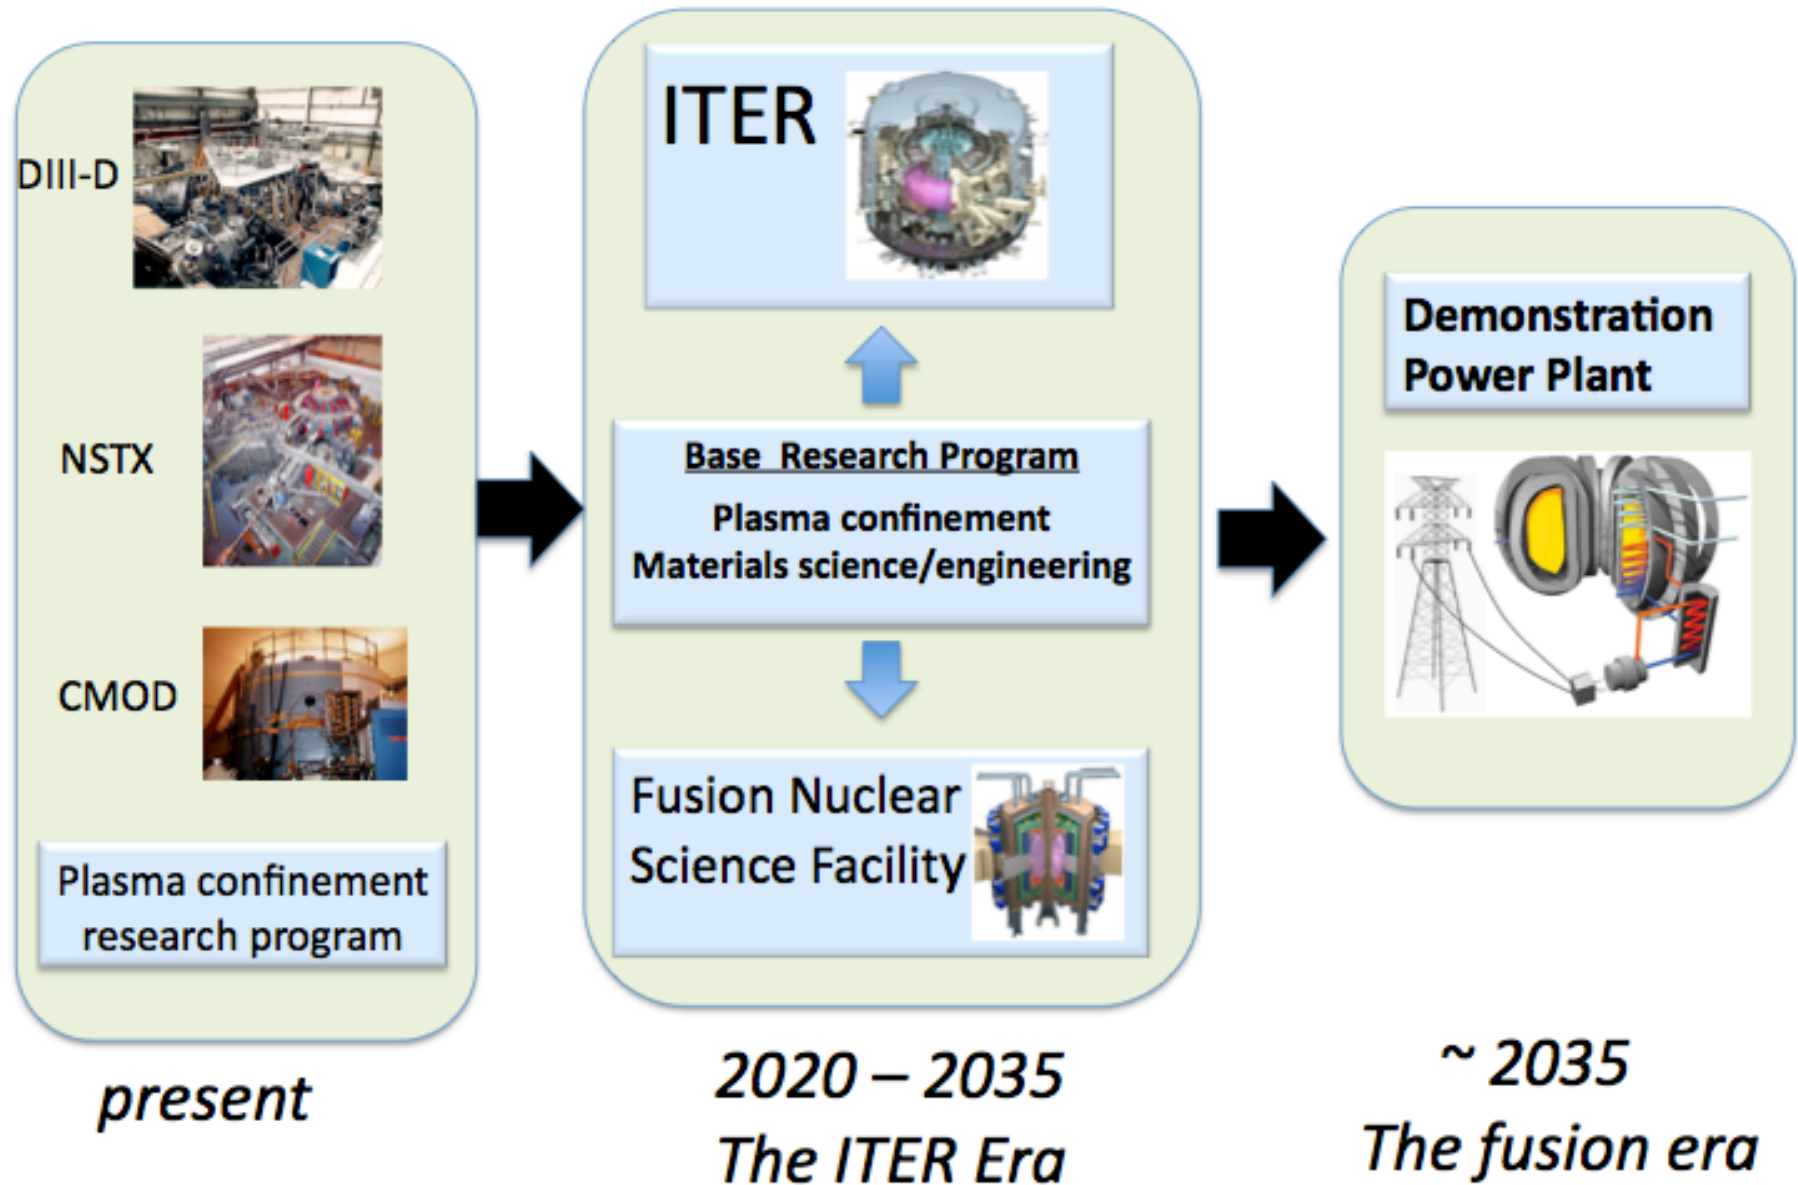 DIII-D
NSTX
CMOD
Plasma confinement
research program
present
ITER
Base Research Program
Plasma confinement
Materials science/engineering
Fusion Nuclear
Science Facility
2020 – 2035
The ITER Era
Demonstration
Power Plant
~ 2035
The fusion era